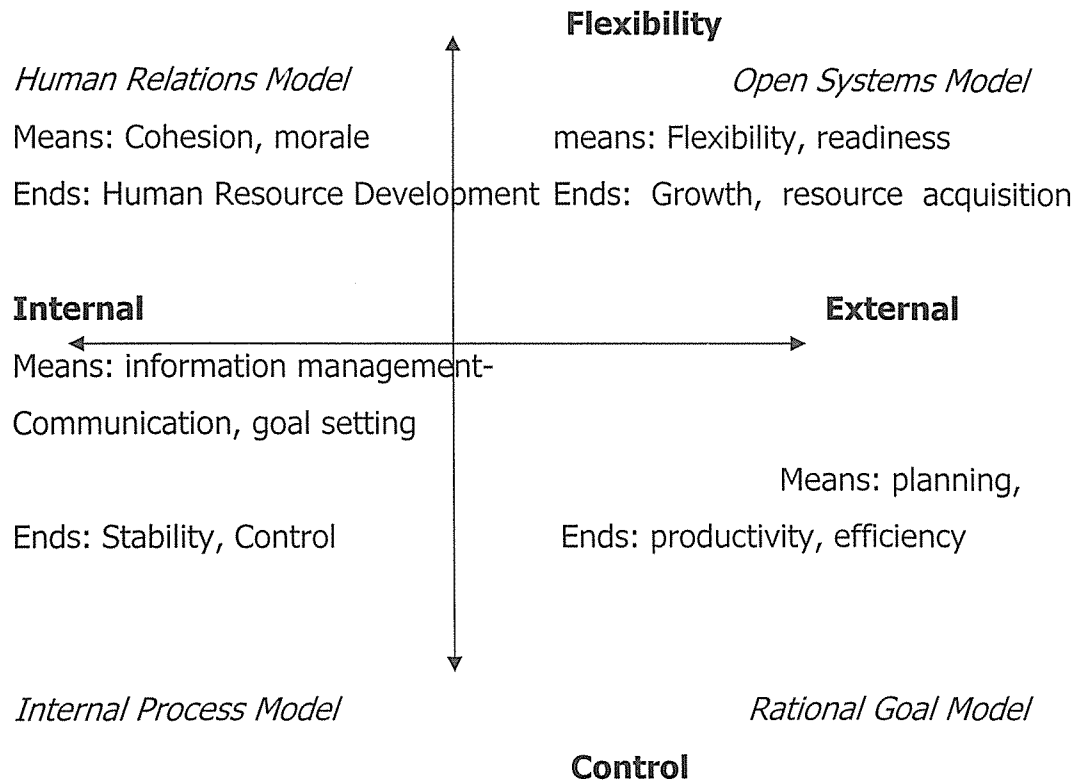 Flexibility
Human Relations Model Open Systems Model
Means: Cohesion, morale means: Flexibility, readiness
Ends: Human Resource Development Ends: Growth, resource acquisition
Internal External
Means: information management-
Communication, goal setting
Means: planning,
Ends: Stability, Control Ends: productivity, efficiency
Internal Process Model Rational Goal Model
Control